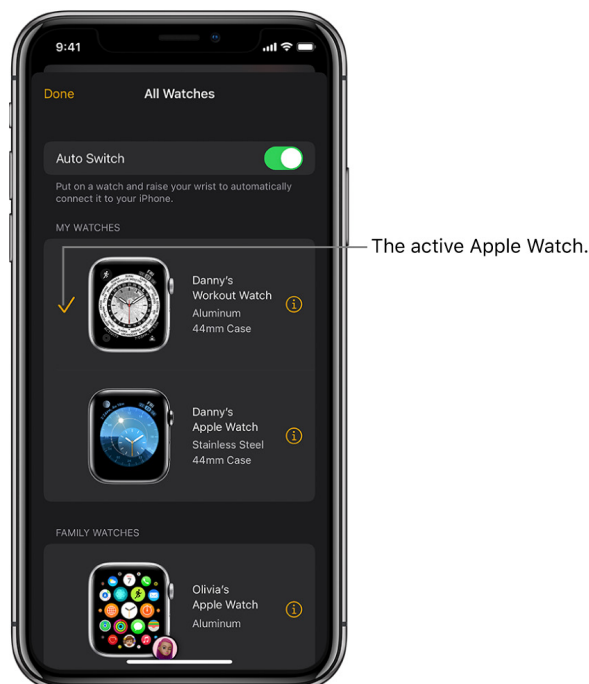 9:41
Done
All Watches
Auto Switch
Put on a watch and raise your wrist to automatically
connect it to your iPhone.
MY WATCHES
The active Apple Watch.
Danny's
Workout Watch
Aluminum
44mm Case
Danny's
Apple Watch
Stainless Steel
44mm Case
FAMILY WATCHES
Olivia's
Apple Watch
Aluminum